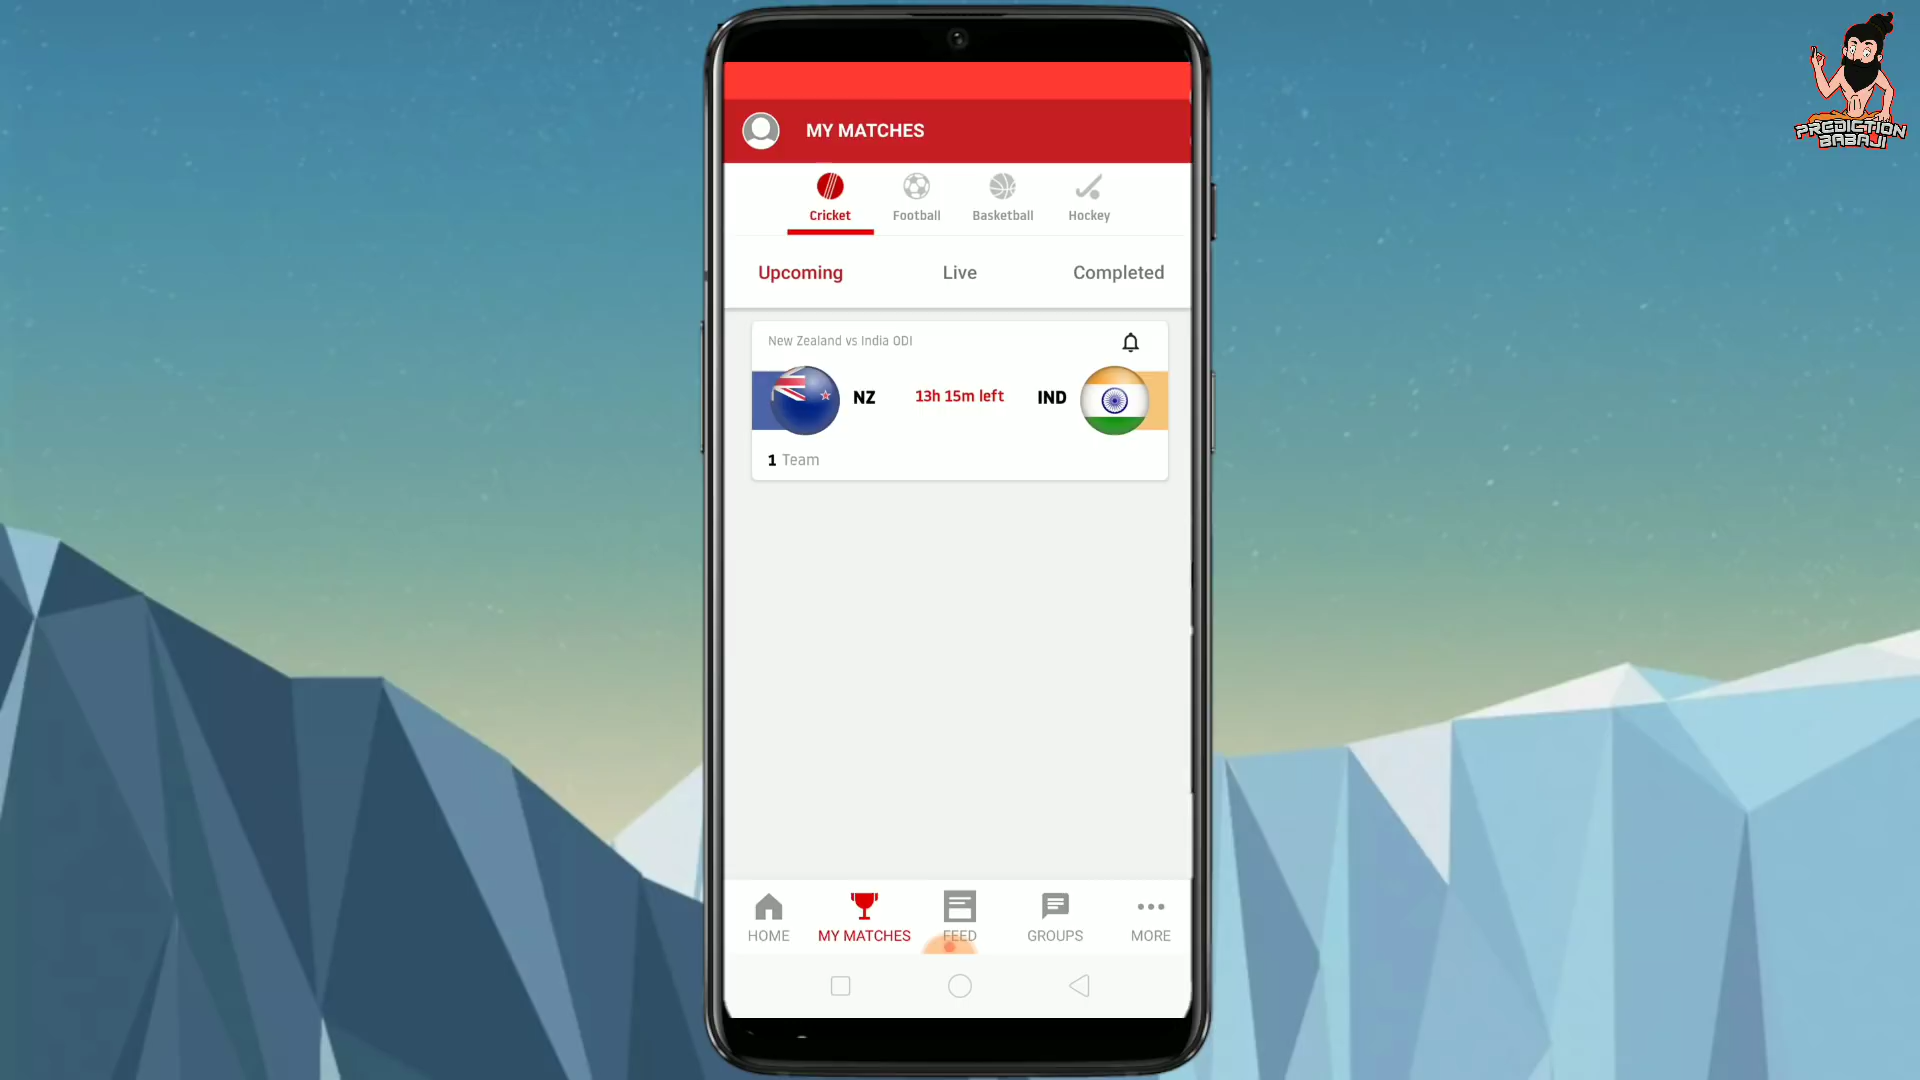 PREDICTION
BABAJI
MY MATCHES
Cricket
Football
Basketball
Hockey
Upcoming
Live
Completed
New Zealand vs India ODI
NZ
13h 15m left
IND
1 Team
HOME
MY MATCHES
FEED
GROUPS
MORE